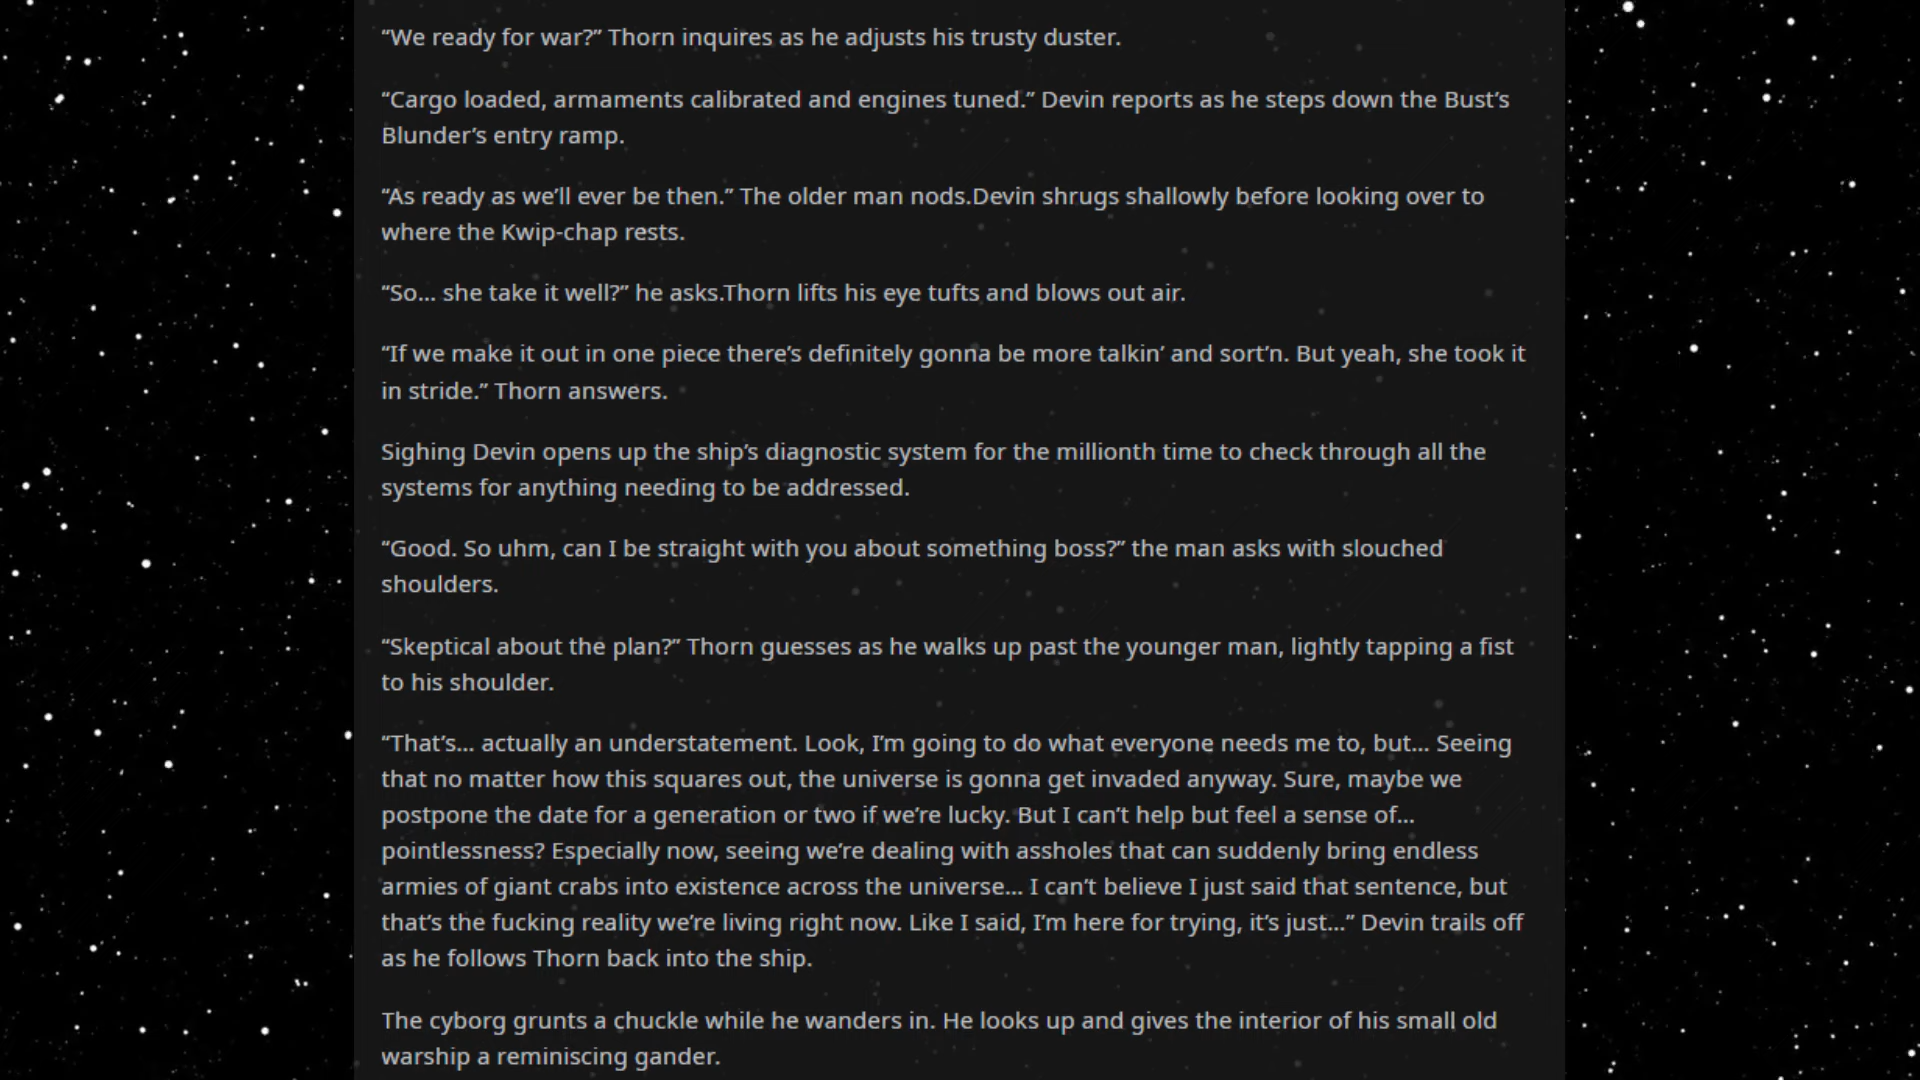 “We ready for war?” Thorn inquires as he adjusts his trusty duster.
“Cargo loaded, armaments calibrated and engines tuned.” Devin reports as he steps down the Bust’s
Blunder’s entry ramp.
“As ready as we’ll ever be then.” The older man nods.Devin shrugs shallowly before looking over to
where the Kwip-chap rests.
“So… she take it well?” he asks.Thorn lifts his eye tufts and blows out air.
“If we make it out in one piece there’s definitely gonna be more talkin’ and sort’n. But yeah, she took it
in stride.” Thorn answers.
Sighing Devin opens up the ship’s diagnostic system for the millionth time to check through all the
systems for anything needing to be addressed.
“Good. So uhm, can I be straight with you about something boss?” the man asks with slouched
shoulders.
“Skeptical about the plan?” Thorn guesses as he walks up past the younger man, lightly tapping a fist
to his shoulder.
“That’s… actually an understatement. Look, I’m going to do what everyone needs me to, but… Seeing
that no matter how this squares out, the universe is gonna get invaded anyway. Sure, maybe we
postpone the date for a generation or two if we’re lucky. But I can’t help but feel a sense of…
pointlessness? Especially now, seeing we’re dealing with assholes that can suddenly bring endless
armies of giant crabs into existence across the universe… I can’t believe I just said that sentence, but
that’s the fucking reality we’re living right now. Like I said, I’m here for trying, it’s just…” Devin trails off
as he follows Thorn back into the ship.
The cyborg grunts a chuckle while he wanders in. He looks up and gives the interior of his small old
warship a reminiscing gander.